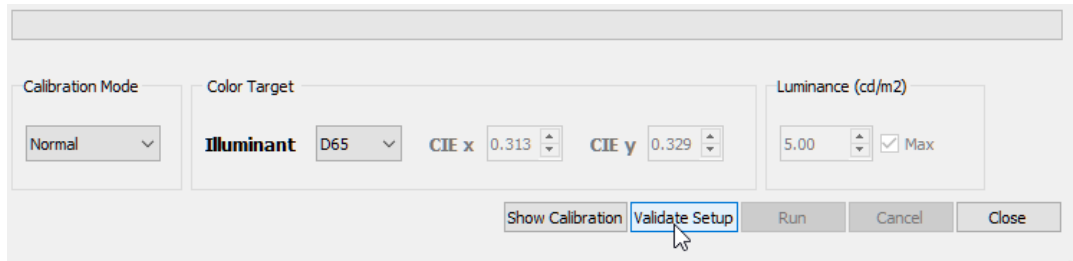 Calibration Mode Color Target Luminance (cd/m2)
Normal Illuminant D65 CIE x 0.313 CIE y 0.329 5.00 Max
Show Calibration Validate Setup Run Cancel Close